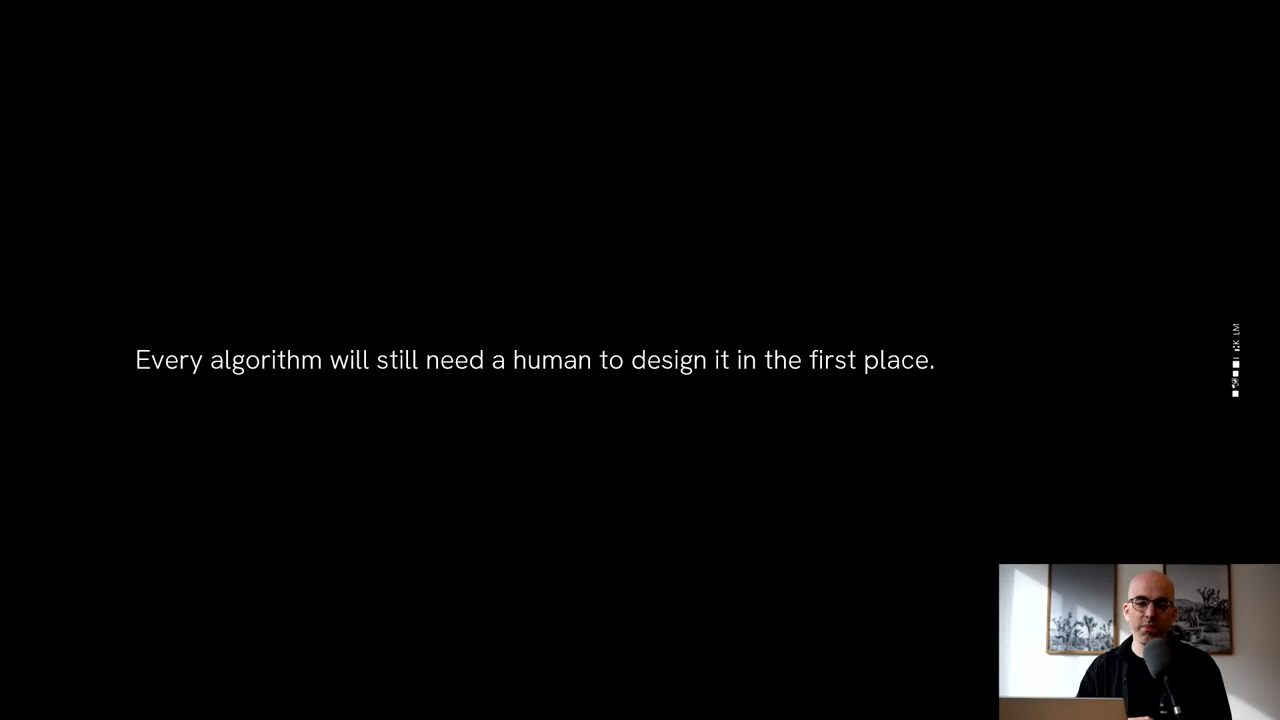 Every algorithm will still need a human to design it in the first place.